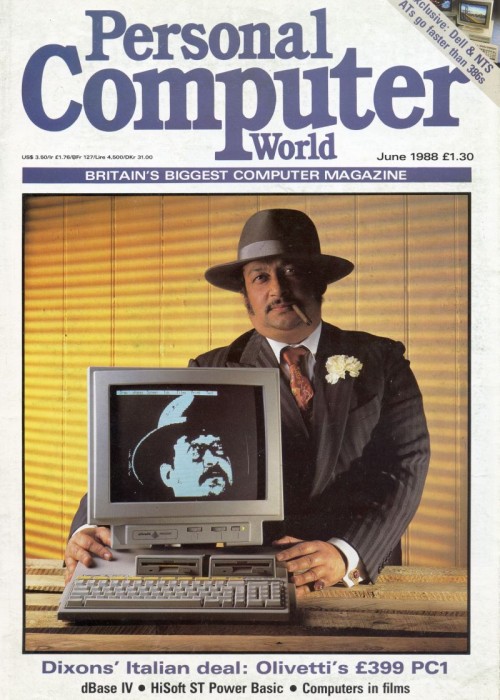 Exclusive: Dell & NTS
ATs go faster than 386s
Personal
Computer
World
US$ 3.60/Ir £1.76/BFr 127/Lire 4,500/DKr 31.00
June 1988 £1.30
BRITAIN'S BIGGEST COMPUTER MAGAZINE
Dixons' Italian deal: Olivetti's £399 PC1
dBase IV ● HiSoft ST Power Basic ● Computers in films